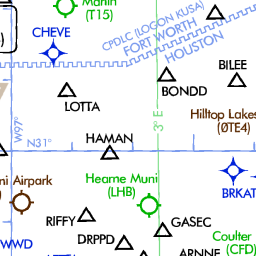 Marlin
(T15)
CPDLC (LOGON KUSA)
FORT WORTH
HOUSTON
CHEVE
BILEE
LOTTA
BONDD
Hilltop Lakes
(0TE4)
W97°
3° E
N31°
HAMAN
Hearne Muni
(LHB)
ni Airpark
BRKAT
RIFFY
GASEC
WWD
DRPPD
Coulter
(CFD)
ARNNE